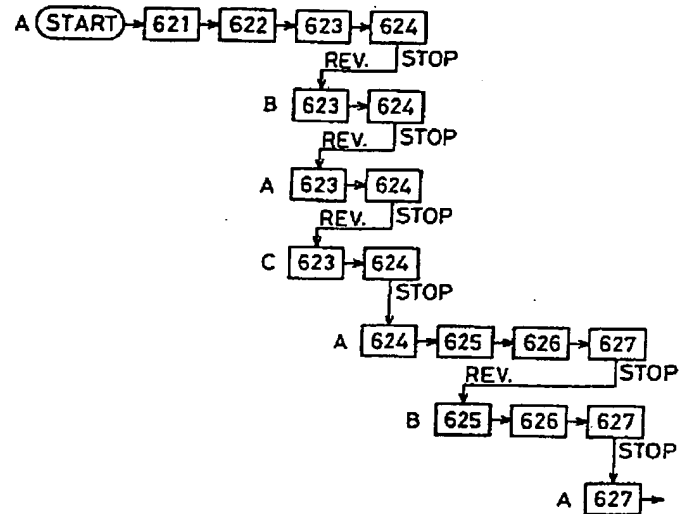 A START 621 622 623 624
REV. STOP
B 623 624
REV. STOP
A 623 624
REV. STOP
C 623 624
STOP
A 624 625 626 627
REV. STOP
B 625 626 627
STOP
A 627